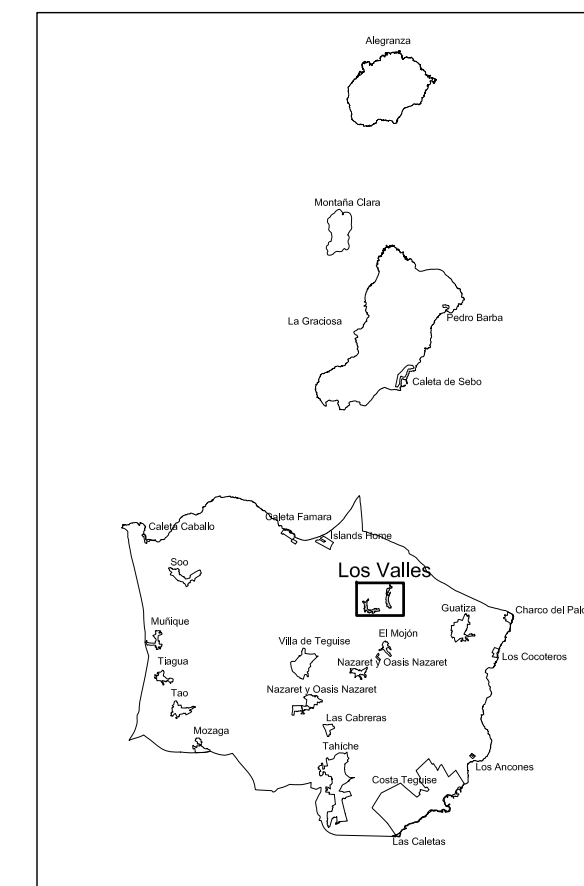 Alegranza
Montaña Clara
La Graciosa
Pedro Barba
Caleta de Sebo
Caleta Caballo
Caleta Famara
Islands Home
Soo
Los Valles
Muñique
Guatiza
Charco del Palo
El Mojón
Villa de Teguise
Los Cocoteros
Tiagua
Nazaret y Oasis Nazaret
Tao
Nazaret y Oasis Nazaret
Las Cabreras
Mozaga
Tahiche
Los Ancones
Costa Teguise
Las Caletas